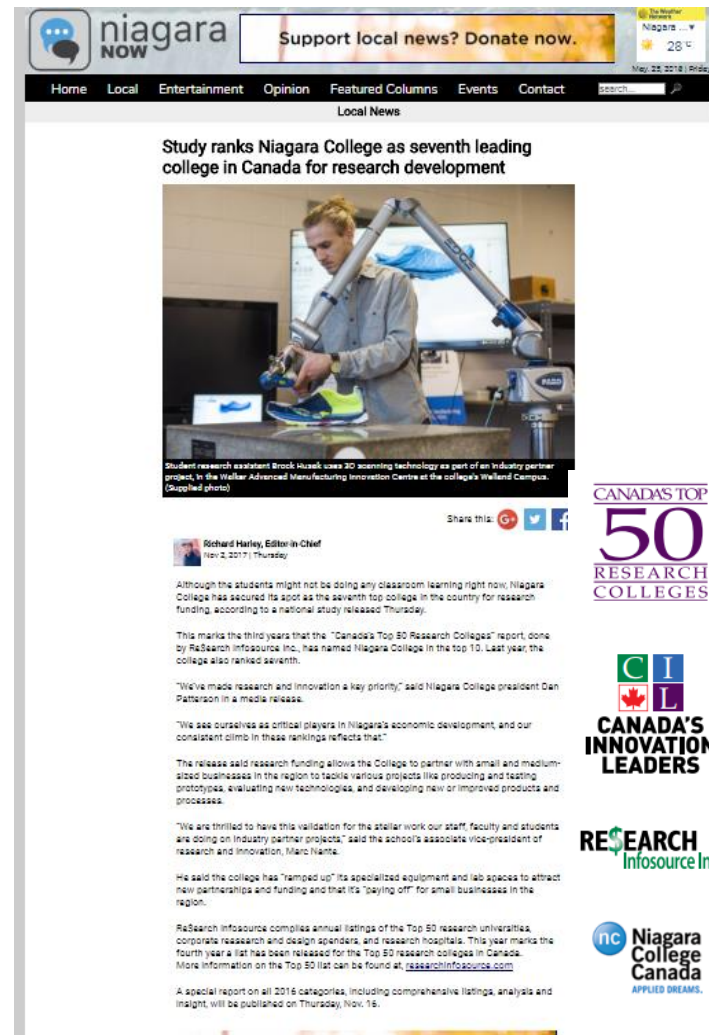 niagara
NOW
Support local news? Donate now.
The Weather
Network
Niagara ... ▾
28°C
May. 25, 2018 | Friday
Home Local Entertainment Opinion Featured Columns Events Contact
search...
Local News
Study ranks Niagara College as seventh leading
college in Canada for research development
Student research assistant Brock Husak uses 3D scanning technology as part of an industry partner
project, in the Walker Advanced Manufacturing Innovation Centre at the college's Welland Campus.
(Supplied photo)
Share this:
Richard Harley, Editor-in-Chief
Nov 2, 2017 | Thursday
Although the students might not be doing any classroom learning right now, Niagara
College has secured its spot as the seventh top college in the country for research
funding, according to a national study released Thursday.
This marks the third years that the "Canada's Top 50 Research Colleges" report, done
by Re$earch Infosource Inc., has named Niagara College in the top 10. Last year, the
college also ranked seventh.
"We've made research and innovation a key priority," said Niagara College president Dan
Patterson in a media release.
"We see ourselves as critical players in Niagara's economic development, and our
consistent climb in these rankings reflects that."
The release said research funding allows the College to partner with small and medium-
sized businesses in the region to tackle various projects like producing and testing
prototypes, evaluating new technologies, and developing new or improved products and
processes.
"We are thrilled to have this validation for the stellar work our staff, faculty and students
are doing on industry partner projects," said the school's associate vice-president of
research and innovation, Marc Nantel.
He said the college has "ramped up" its specialized equipment and lab spaces to attract
new partnerships and funding and that it's "paying off" for small businesses in the
region.
Re$earch Infosource compiles annual listings of the Top 50 research universities,
corporate reasearch and design spenders, and research hospitals. This year marks the
fourth year a list has been released for the Top 50 research colleges in Canada.
More information on the Top 50 list can be found at, researchinfosource.com
A special report on all 2016 categories, including comprehensive listings, analysis and
insight, will be published on Thursday, Nov. 16.
CANADA'S TOP
50
RESEARCH
COLLEGES
C I
L
CANADA'S
INNOVATION
LEADERS
RE$EARCH
Infosource In
nc Niagara
College
Canada
APPLIED DREAMS.
EDGE
FARO